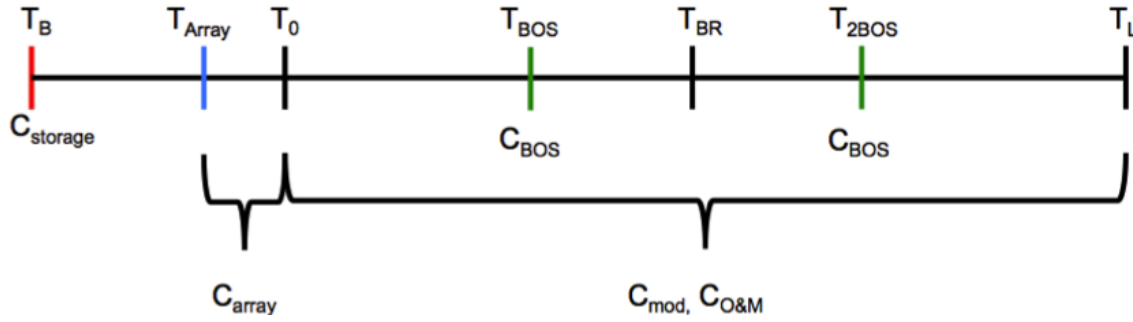 T_B T_Array T_0 T_BOS T_BR T_2BOS T_L
C_storage C_BOS C_BOS
C_array C_mod, C_O&M